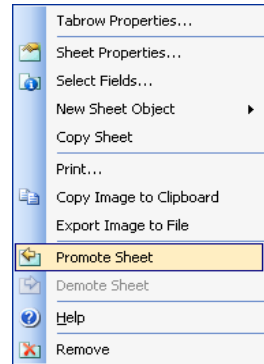 Tabrow Properties...
Sheet Properties...
Select Fields...
New Sheet Object
Copy Sheet
Print...
Copy Image to Clipboard
Export Image to File
Promote Sheet
Demote Sheet
Help
Remove